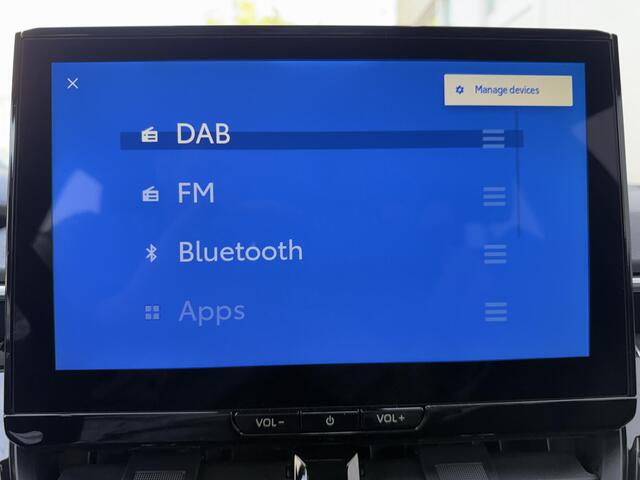 Manage devices
DAB
FM
Bluetooth
Apps
VOL-
VOL+